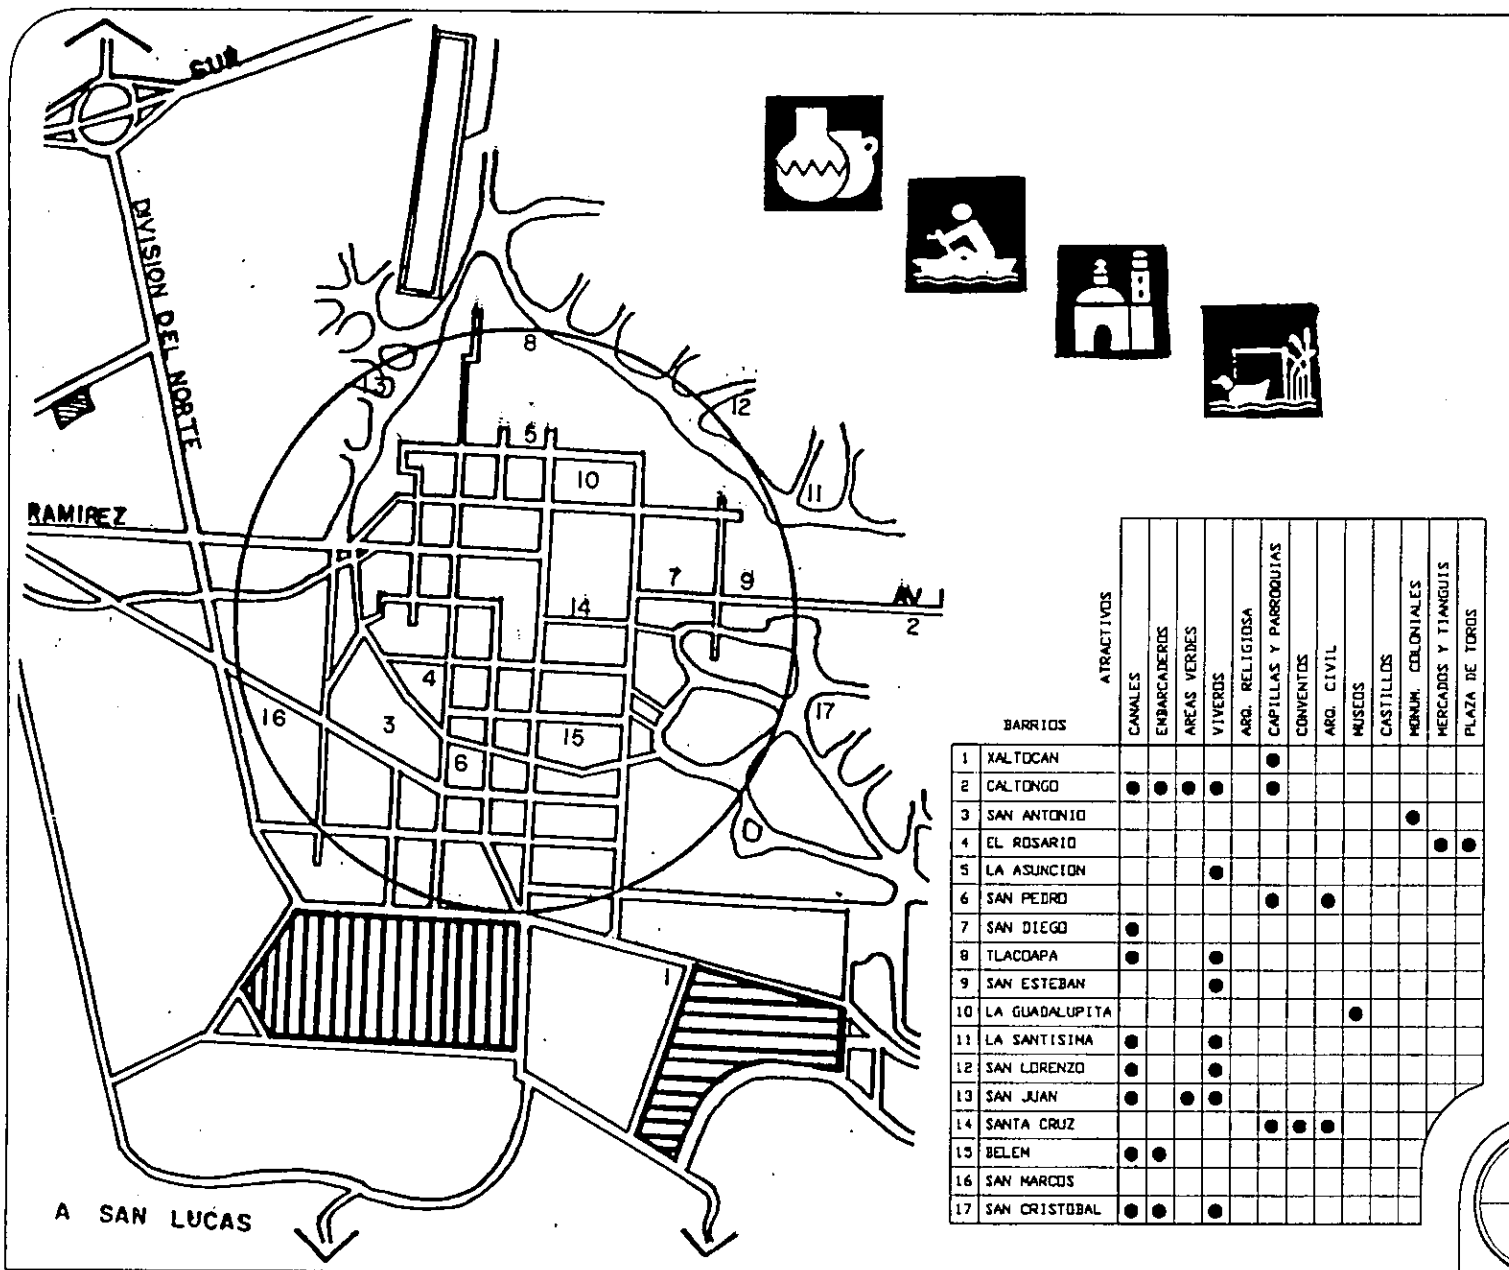 SUR
DIVISION DEL NORTE
8
13
12
5
10
11
RAMIREZ
7
9
14
AV
2
4
16
3
17
15
6
1
A SAN LUCAS
ATRACTIVOS
BARRIOS
CANALES
EMBARCADEROS
AREAS VERDES
VIVEROS
ARQ. RELIGIOSA
CAPILLAS Y PARROQUIAS
CONVENTOS
ARQ. CIVIL
MUSEOS
CASTILLOS
MONUM. COLONIALES
MERCADOS Y TIANGUIS
PLAZA DE TOROS
1 XALTOCAN
2 CALTONGO
3 SAN ANTONIO
4 EL ROSARIO
5 LA ASUNCION
6 SAN PEDRO
7 SAN DIEGO
8 TLACOAPA
9 SAN ESTEBAN
10 LA GUADALUPITA
11 LA SANTISIMA
12 SAN LORENZO
13 SAN JUAN
14 SANTA CRUZ
15 BELEM
16 SAN MARCOS
17 SAN CRISTOBAL